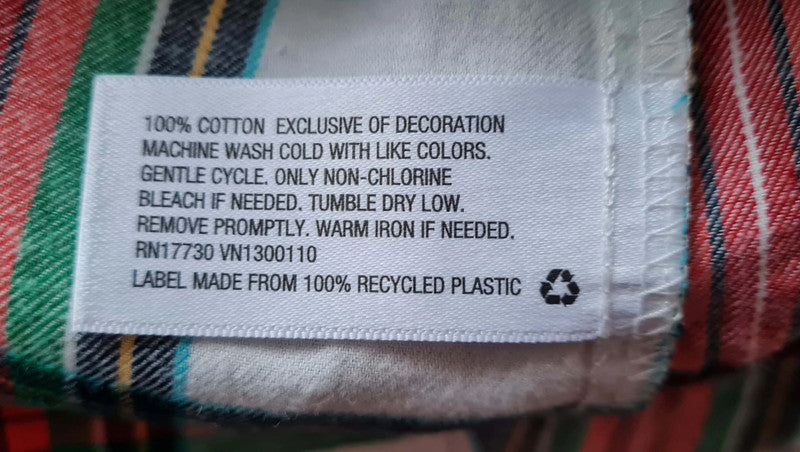 100% COTTON EXCLUSIVE OF DECORATION
MACHINE WASH COLD WITH LIKE COLORS.
GENTLE CYCLE. ONLY NON-CHLORINE
BLEACH IF NEEDED. TUMBLE DRY LOW.
REMOVE PROMPTLY. WARM IRON IF NEEDED.
RN17730 VN1300110
LABEL MADE FROM 100% RECYCLED PLASTIC